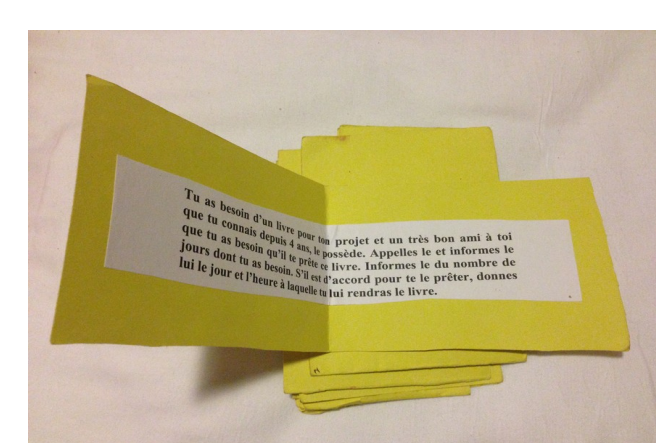 Tu as besoin d'un livre pour ton projet et un très bon ami à toi
que tu connais depuis 4 ans, le possède. Appelles le et informes le
que tu as besoin qu'il te prête ce livre. Informes le du nombre de
jours dont tu as besoin. S'il est d'accord pour te le prêter, donnes
lui le jour et l'heure à laquelle tu lui rendras le livre.